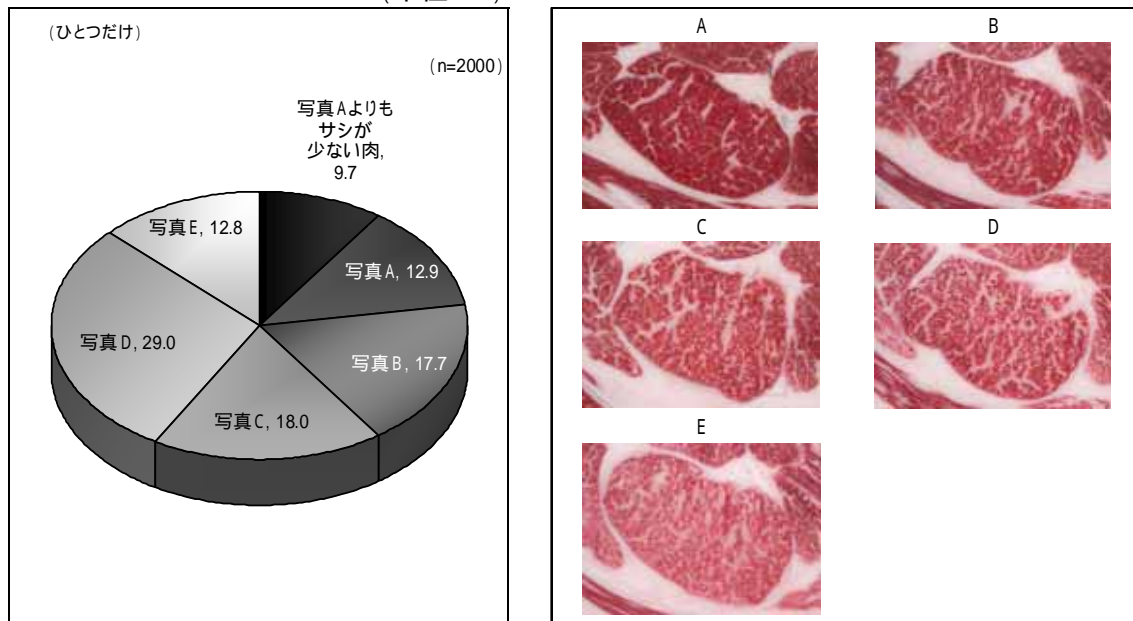 (ひとつだけ)
(n=2000)
写真Aよりも
サシが
少ない肉,
9.7
写真E, 12.8
写真A, 12.9
写真D, 29.0
写真B, 17.7
写真C, 18.0
A
B
C
D
E